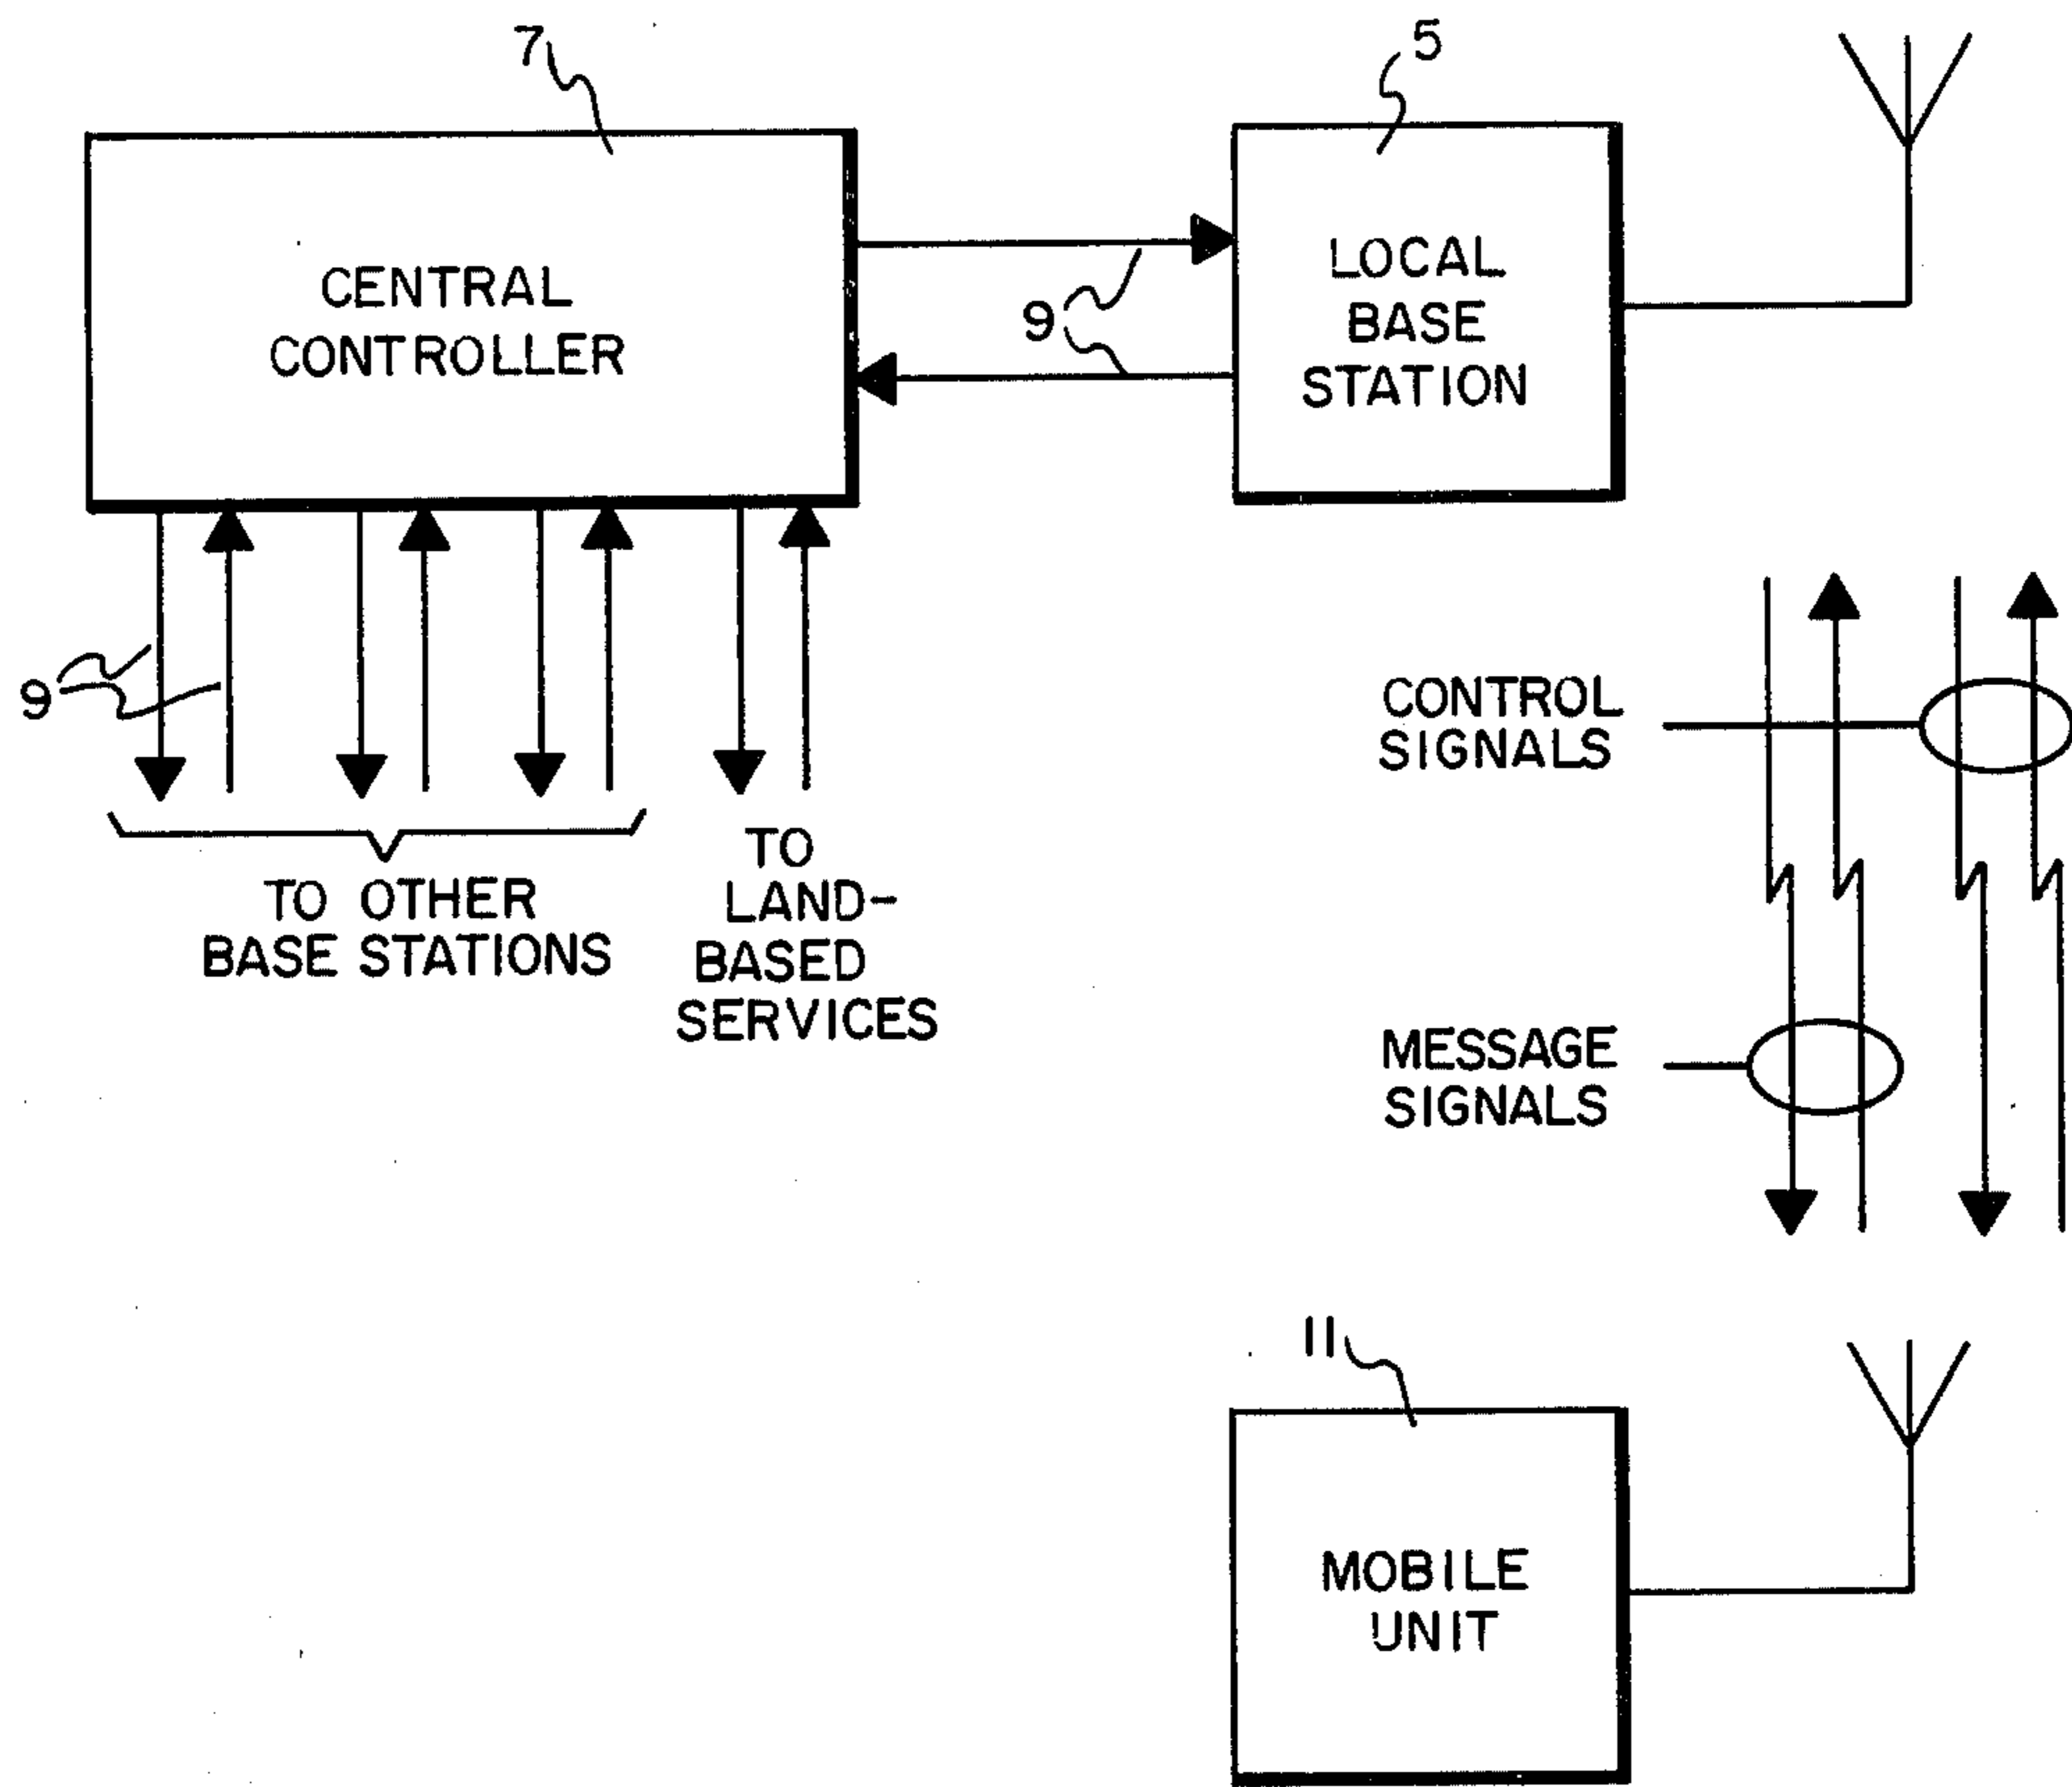 7
5
CENTRAL
CONTROLLER
9
LOCAL
BASE
STATION
9
TO OTHER
BASE STATIONS
TO
LAND-
BASED
SERVICES
CONTROL
SIGNALS
MESSAGE
SIGNALS
11
MOBILE
UNIT